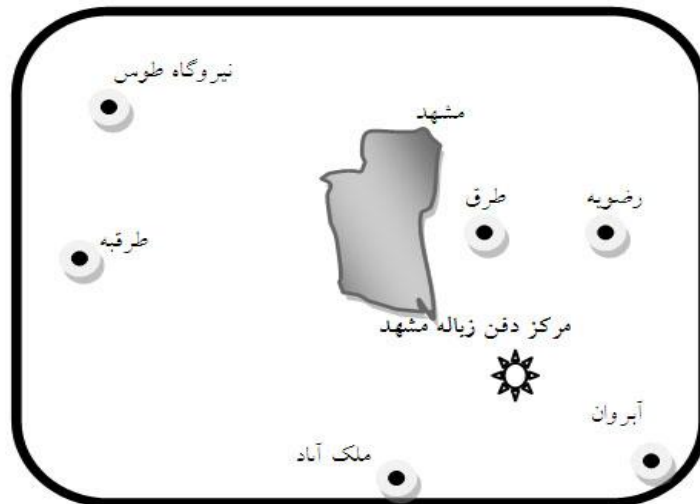 نیروگاه طوس
مشهد
رضویه
طرق
طرقبه
مرکز دفن زباله مشهد
آبروان
ملک آباد